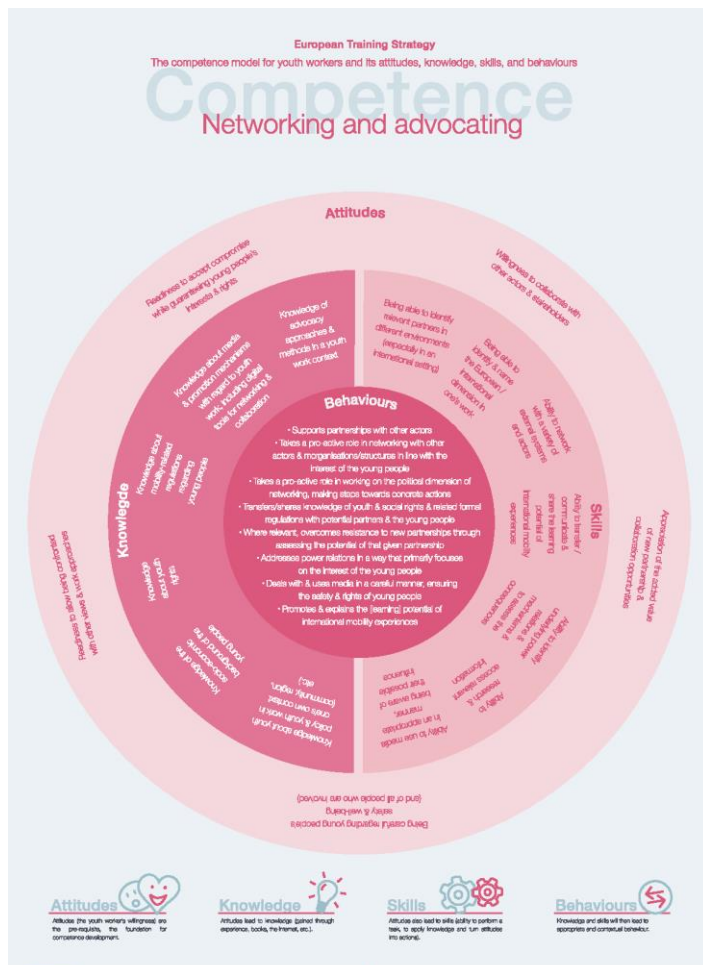 European Training Strategy
The competence model for youth workers and its attitudes, knowledge, skills, and behaviours
Competence
Networking and advocating
Attitudes
Readiness to accept compromise
while guaranteeing young people's
interests & rights
Willingness to collaborate with
other actors & stakeholders
Appreciation of the added value
of new partnership &
collaboration opportunities
Being careful regarding young people's
safety & well-being
(and of all people who are involved)
Readiness to align being confronted
with other views & work approaches
Knowlegde
Knowledge of
advocacy
approaches &
methods in a youth
work context
Knowledge about media
& promotion mechanisms
with regard to youth
work, including digital
tools for networking &
collaboration
Knowledge about
mobility-related
regulations
regarding
young people
Knowledge
about youth
rights
Knowledge of the
socio-economic
background of the
young people
Knowledge about youth
policy & youth work in
one's own context
(community, region,
etc.)
Skills
Being able to identify
relevant partners in
different environments
(especially in an
international setting)
Being able to
identify & name
the European /
international
dimension in
one's work
Ability to network
with a variety of
external systems
and actors
Ability to transfer /
communicate &
share the learning
potential of
international mobility
experiences
Ability to identify
underlying power
relations &
mechanisms &
to assess the
consequences
Ability to
research &
access relevant
information
Ability to use media
in an appropriate
manner,
being aware of
their possible
influence
Behaviours
• Supports partnerships with other actors
• Takes a pro-active role in networking with other
actors & morganisations/structures in line with the
interest of the young people
• Takes a pro-active role in working on the political dimension of
networking, making steps towards concrete actions
• Transfers/shares knowledge of youth & social rights & related formal
regulations with potential partners & the young people
• Where relevant, overcomes resistance to new partnerships through
assessing the potential of that given partnership
• Addresses power relations in a way that primarily focuses
on the interest of the young people
• Deals with & uses media in a careful manner, ensuring
the safety & rights of young people
• Promotes & explains the [learning] potential of
international mobility experiences
Attitudes
Attitudes (the youth worker's willingness) are
the pre-requisite, the foundation for
competence development.
Knowledge
Attitudes lead to knowledge (gained through
experience, books, the internet, etc.).
Skills
Attitudes also lead to skills (ability to perform a
task, to apply knowledge and turn attitudes
into actions).
Behaviours
Knowledge and skills will then lead to
appropriate and contextual behaviour.